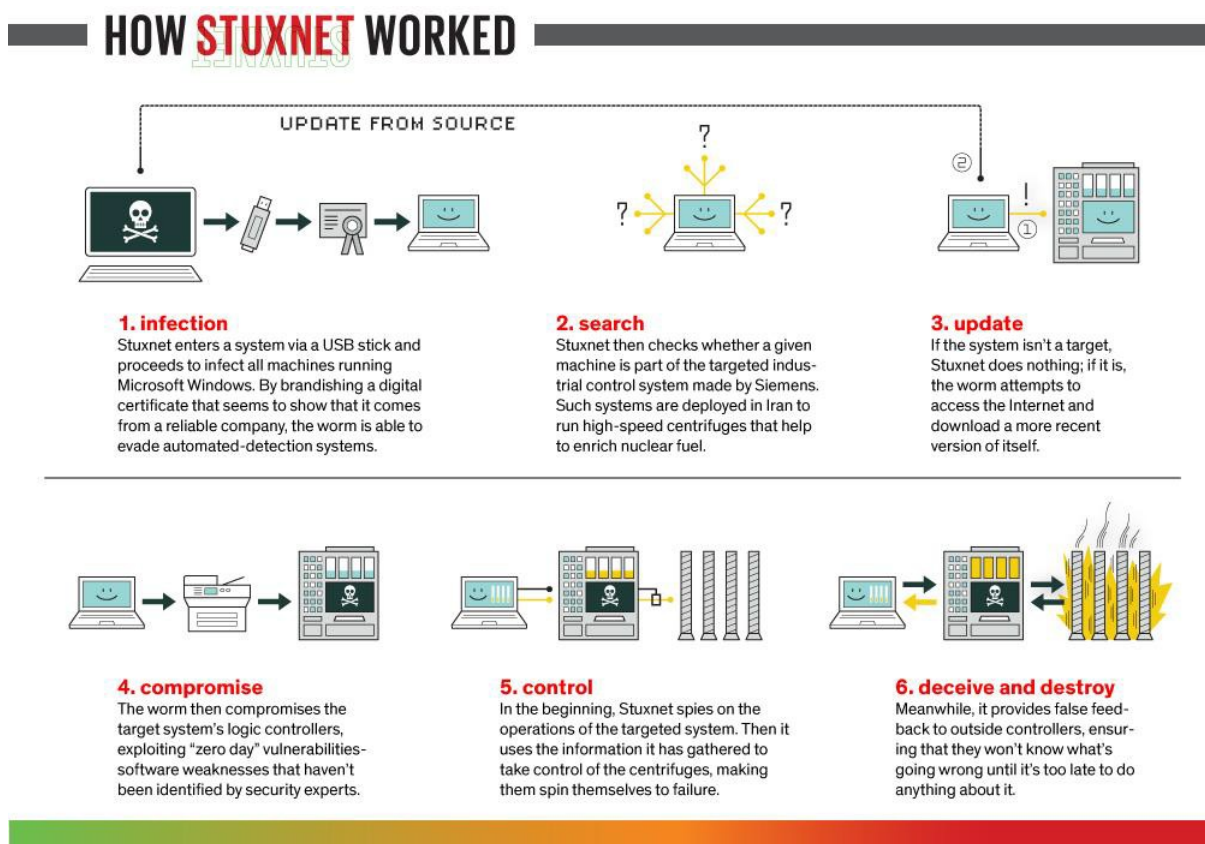 HOW STUXNET WORKED
STUXNET
UPDATE FROM SOURCE
?
? ?
2
!
1
1. infection
Stuxnet enters a system via a USB stick and
proceeds to infect all machines running
Microsoft Windows. By brandishing a digital
certificate that seems to show that it comes
from a reliable company, the worm is able to
evade automated-detection systems.
2. search
Stuxnet then checks whether a given
machine is part of the targeted indus-
trial control system made by Siemens.
Such systems are deployed in Iran to
run high-speed centrifuges that help
to enrich nuclear fuel.
3. update
If the system isn't a target,
Stuxnet does nothing; if it is,
the worm attempts to
access the Internet and
download a more recent
version of itself.
4. compromise
The worm then compromises the
target system's logic controllers,
exploiting “zero day” vulnerabilities-
software weaknesses that haven't
been identified by security experts.
5. control
In the beginning, Stuxnet spies on the
operations of the targeted system. Then it
uses the information it has gathered to
take control of the centrifuges, making
them spin themselves to failure.
6. deceive and destroy
Meanwhile, it provides false feed-
back to outside controllers, ensur-
ing that they won't know what's
going wrong until it's too late to do
anything about it.